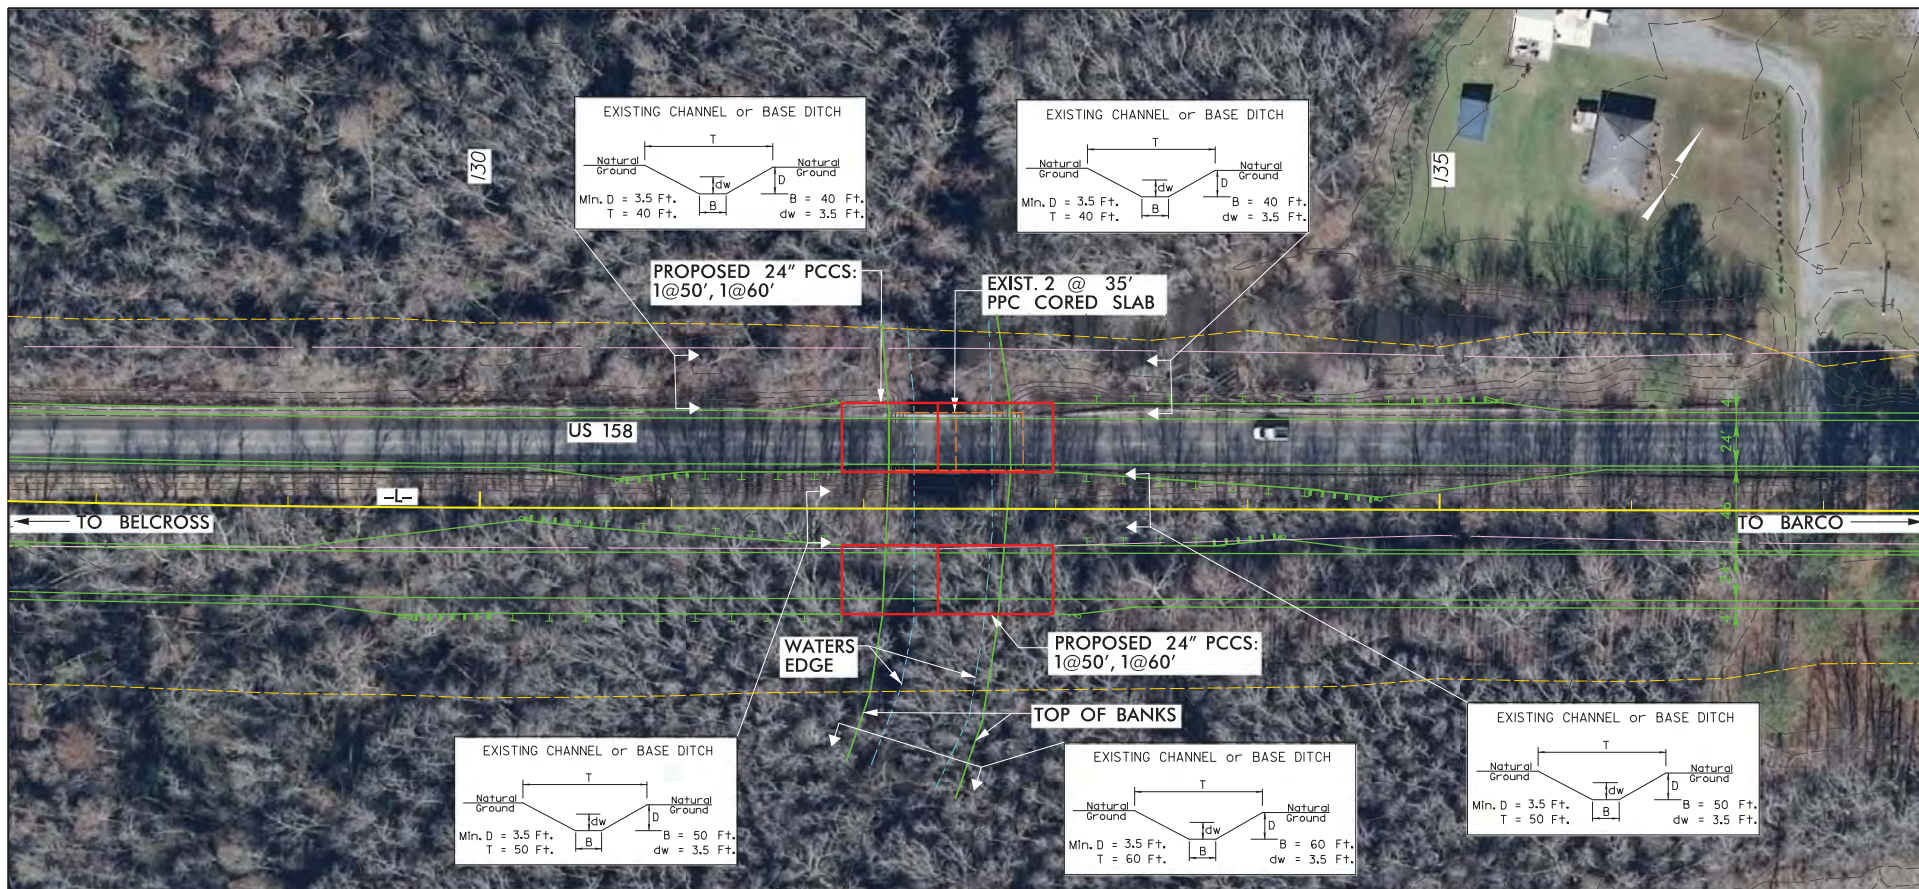 EXISTING CHANNEL or BASE DITCH
T
Natural
Ground
Natural
Ground
dw
D
B
Min. D = 3.5 Ft.
T = 40 Ft.
B = 40 Ft.
dw = 3.5 Ft.
EXISTING CHANNEL or BASE DITCH
T
Natural
Ground
Natural
Ground
dw
D
B
Min. D = 3.5 Ft.
T = 40 Ft.
B = 40 Ft.
dw = 3.5 Ft.
130
135
5
PROPOSED 24" PCCS:
1@50', 1@60'
EXIST. 2 @ 35'
PPC CORED SLAB
US 158
4'
24'
46'
24'
4'
-L-
TO BELCROSS
TO BARCO
WATERS
EDGE
PROPOSED 24" PCCS:
1@50', 1@60'
TOP OF BANKS
EXISTING CHANNEL or BASE DITCH
T
Natural
Ground
Natural
Ground
dw
D
B
Min. D = 3.5 Ft.
T = 50 Ft.
B = 50 Ft.
dw = 3.5 Ft.
EXISTING CHANNEL or BASE DITCH
T
Natural
Ground
Natural
Ground
dw
D
B
Min. D = 3.5 Ft.
T = 60 Ft.
B = 60 Ft.
dw = 3.5 Ft.
EXISTING CHANNEL or BASE DITCH
T
Natural
Ground
Natural
Ground
dw
D
B
Min. D = 3.5 Ft.
T = 50 Ft.
B = 50 Ft.
dw = 3.5 Ft.